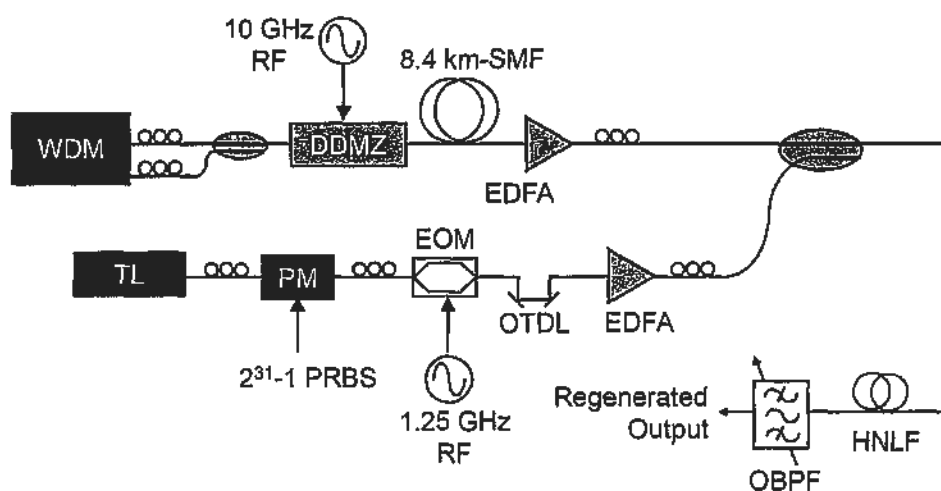 10 GHz
RF
8.4 km-SMF
WDM
DDMZ
EDFA
EOM
TL
PM
OTDL
EDFA
2³¹-1 PRBS
1.25 GHz
RF
Regenerated
Output
HNLF
OBPF